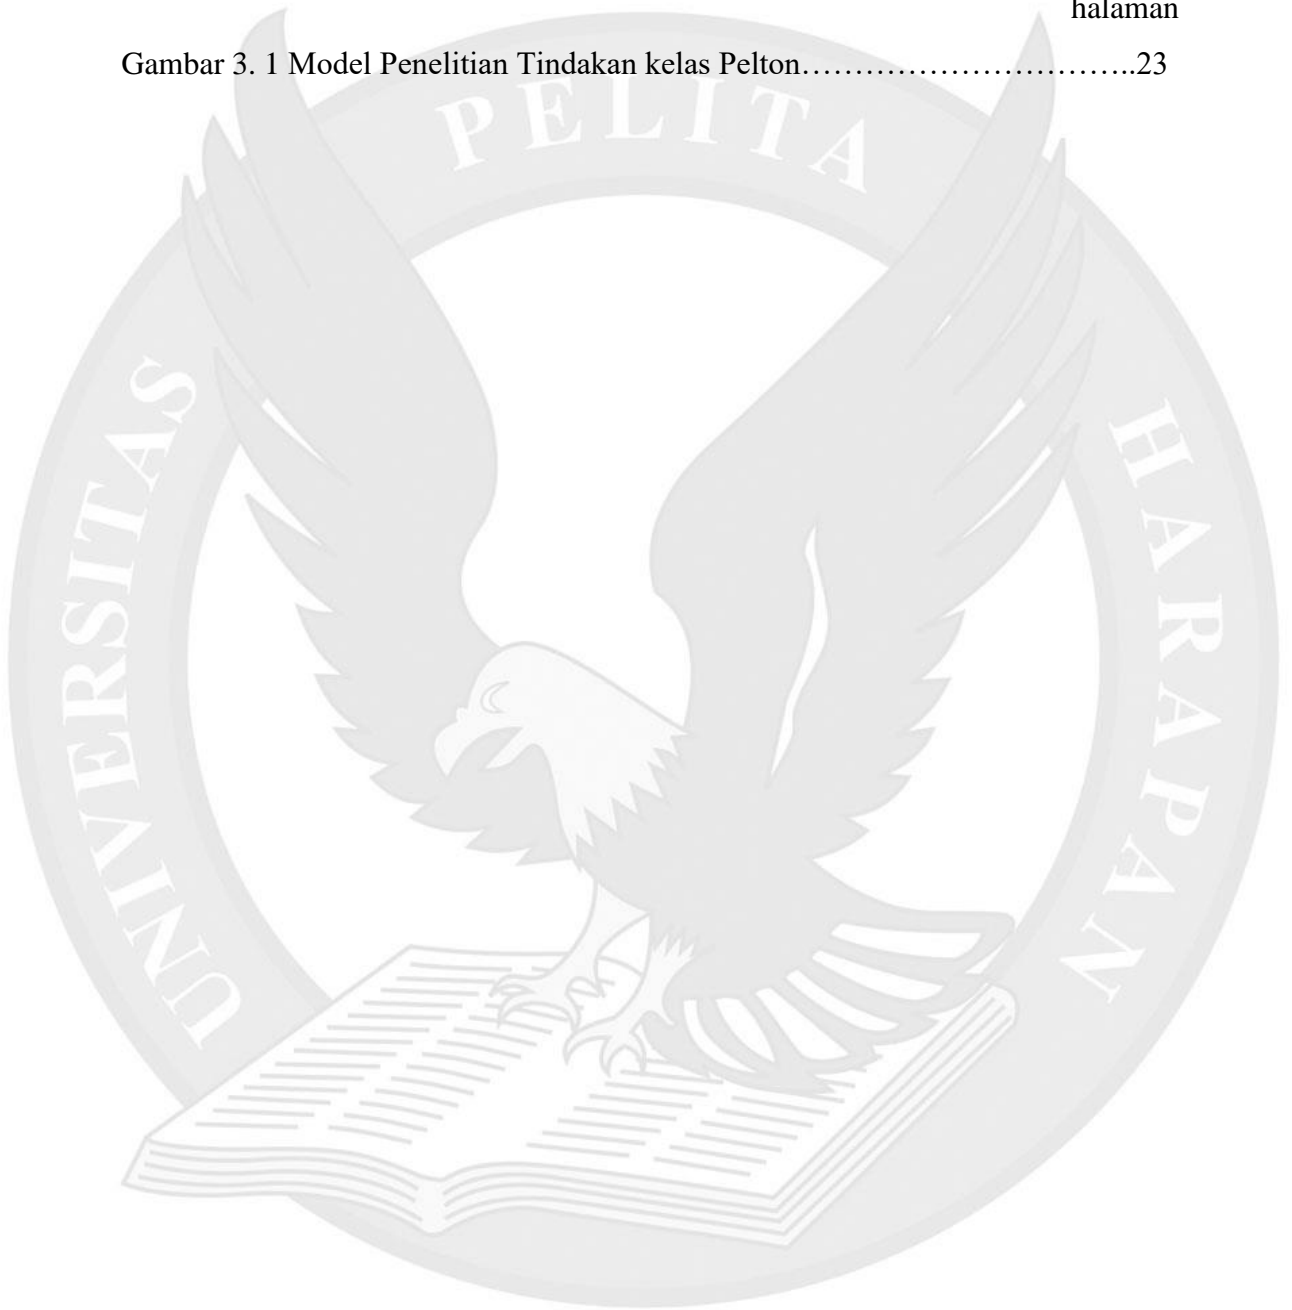 halaman
Gambar 3. 1 Model Penelitian Tindakan kelas Pelton…………………………..23
UNIVERSITAS PELITA HARAPAN